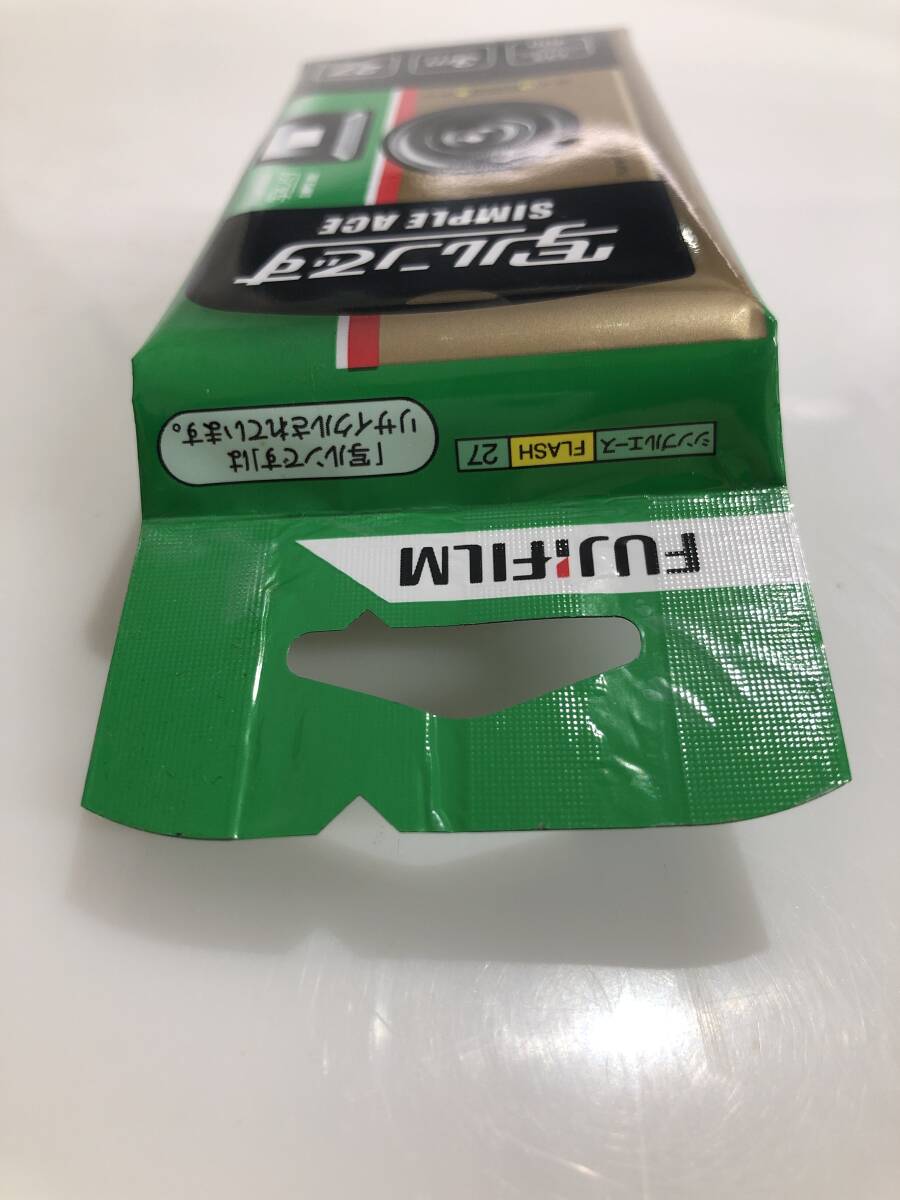 FUJIFILM
シンプルエース FLASH 27
「写ルンです」は
リサイクルされています。
写ルンです
SIMPLE ACE